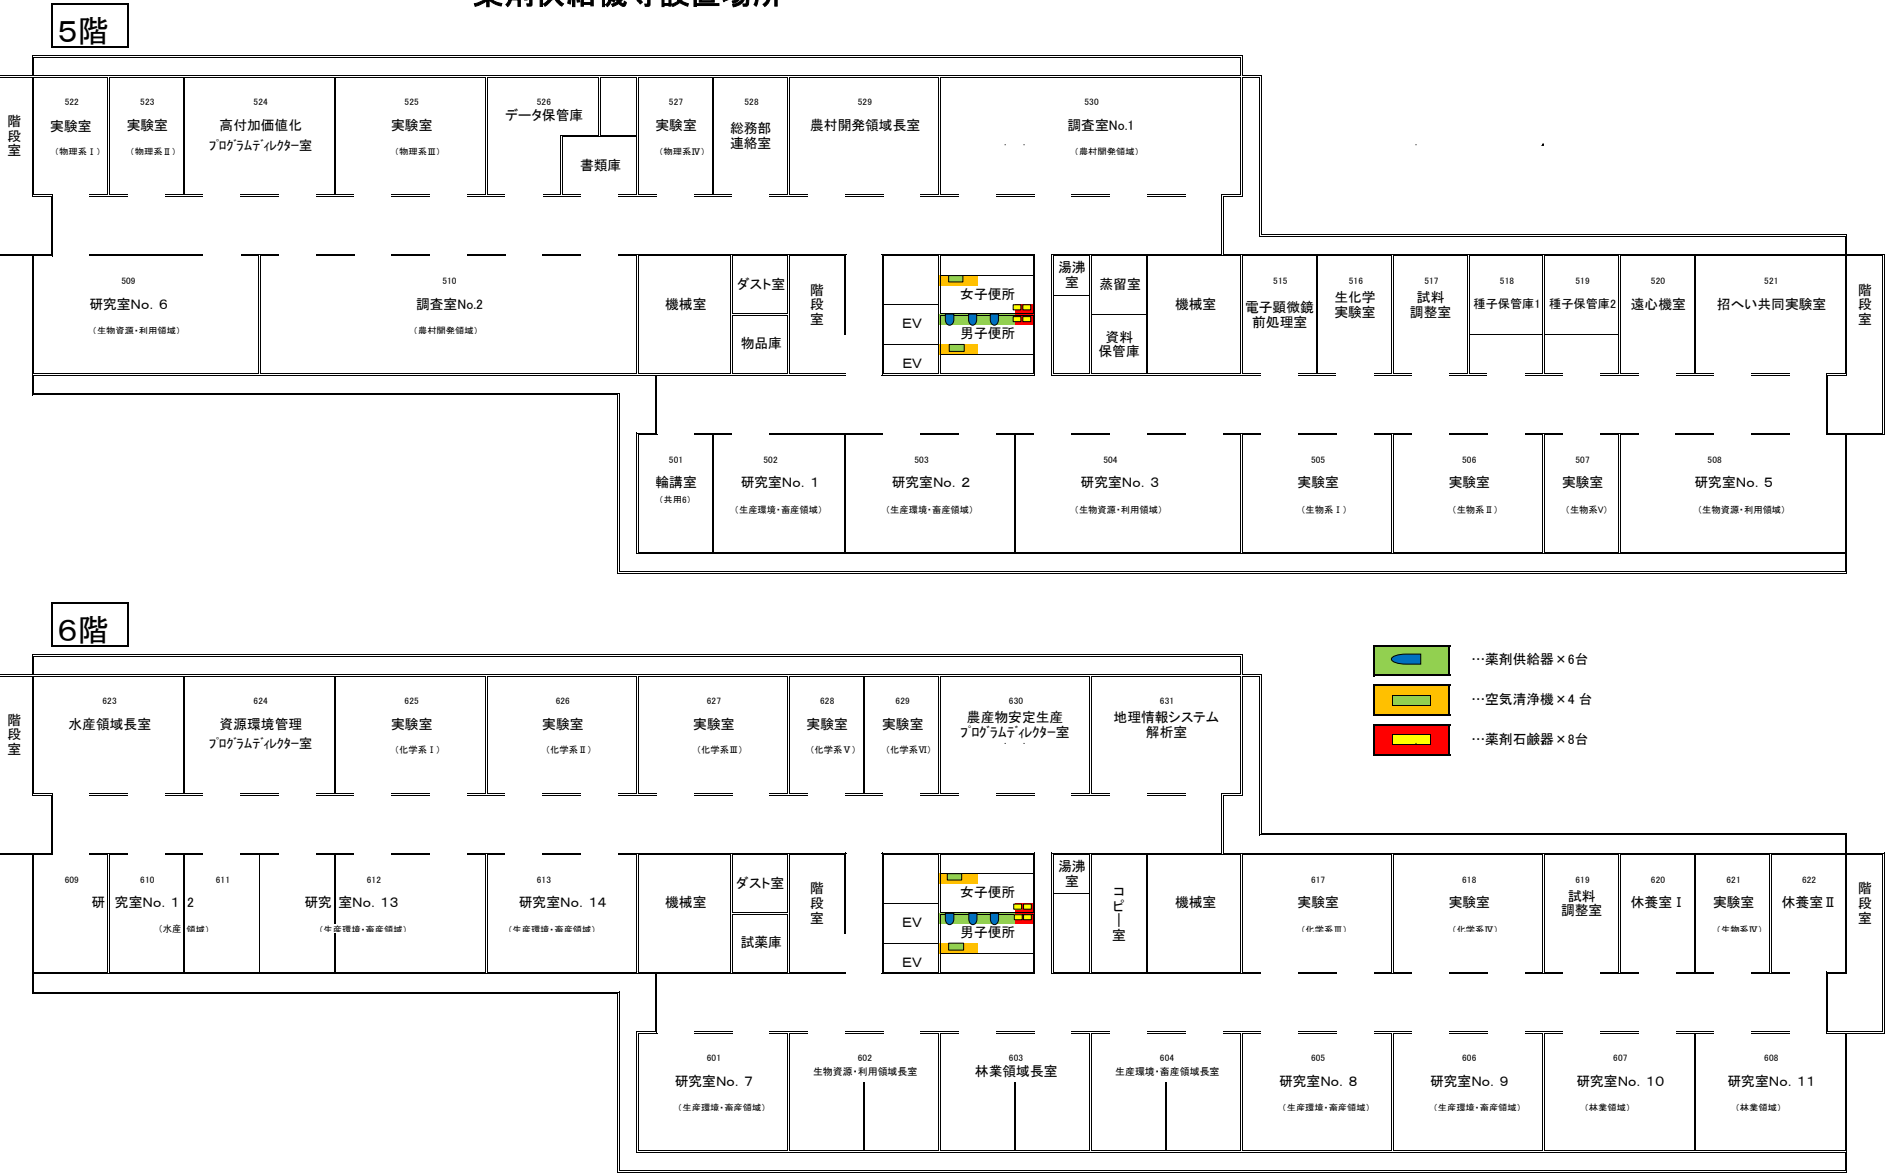 薬剤供給機等設置場所
5階
階段室
522
実験室
（物理系Ⅰ）
523
実験室
（物理系Ⅱ）
524
高付加価値化
プログラムディレクター室
525
実験室
（物理系Ⅲ）
526
データ保管庫
書類庫
527
実験室
（物理系Ⅳ）
528
総務部
連絡室
529
農村開発領域長室
530
調査室No.1
（農村開発領域）
509
研究室No. 6
（生物資源・利用領域）
510
調査室No.2
（農村開発領域）
機械室
ダスト室
物品庫
階段室
EV
EV
女子便所
男子便所
湯沸室
蒸留室
資料
保管庫
機械室
515
電子顕微鏡
前処理室
516
生化学
実験室
517
試料
調整室
518
種子保管庫1
519
種子保管庫2
520
遠心機室
521
招へい共同実験室
階段室
501
輪講室
（共用6）
502
研究室No. 1
（生産環境・畜産領域）
503
研究室No. 2
（生産環境・畜産領域）
504
研究室No. 3
（生物資源・利用領域）
505
実験室
（生物系Ⅰ）
506
実験室
（生物系Ⅱ）
507
実験室
（生物系Ⅴ）
508
研究室No. 5
（生物資源・利用領域）
6階
…薬剤供給器×6台
…空気清浄機×4 台
…薬剤石鹸器×8台
階段室
623
水産領域長室
624
資源環境管理
プログラムディレクター室
625
実験室
（化学系Ⅰ）
626
実験室
（化学系Ⅱ）
627
実験室
（化学系Ⅲ）
628
実験室
（化学系Ⅴ）
629
実験室
（化学系Ⅵ）
630
農産物安定生産
プログラムディレクター室
631
地理情報システム
解析室
609
610
611
研究室No. 12
（水産領域）
612
研究室No. 13
（生産環境・畜産領域）
613
研究室No. 14
（生産環境・畜産領域）
機械室
ダスト室
試薬庫
階段室
EV
EV
女子便所
男子便所
湯沸室
コピー室
機械室
617
実験室
（化学系Ⅲ）
618
実験室
（化学系Ⅳ）
619
試料
調整室
620
休養室Ⅰ
621
実験室
（生物系Ⅳ）
622
休養室Ⅱ
階段室
601
研究室No. 7
（生産環境・畜産領域）
602
生物資源・利用領域長室
603
林業領域長室
604
生産環境・畜産領域長室
605
研究室No. 8
（生産環境・畜産領域）
606
研究室No. 9
（生産環境・畜産領域）
607
研究室No. 10
（林業領域）
608
研究室No. 11
（林業領域）